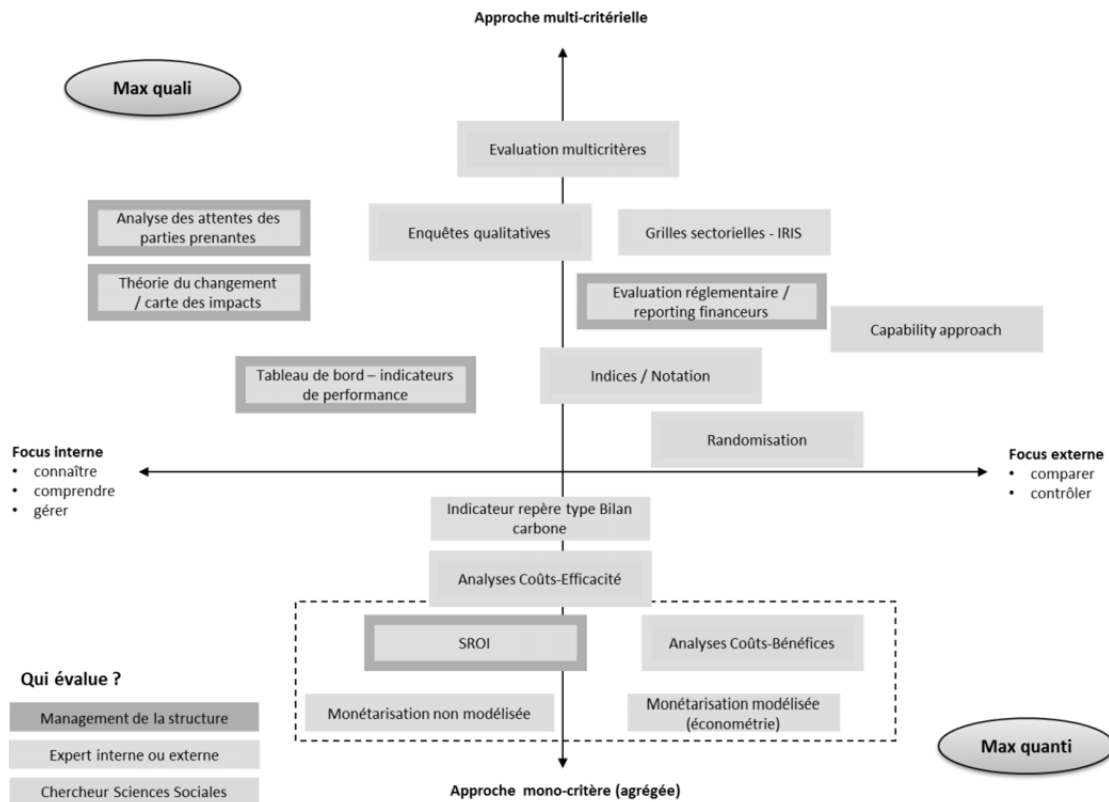 Approche multi-critérielle
Max quali
Evaluation multicritères
Analyse des attentes des
parties prenantes
Enquêtes qualitatives
Grilles sectorielles - IRIS
Théorie du changement
/ carte des impacts
Evaluation réglementaire /
reporting financeurs
Capability approach
Tableau de bord – indicateurs
de performance
Indices / Notation
Randomisation
Focus interne
• connaître
• comprendre
• gérer
Focus externe
• comparer
• contrôler
Indicateur repère type Bilan
carbone
Analyses Coûts-Efficacité
SROI
Analyses Coûts-Bénéfices
Monétarisation non modélisée
Monétarisation modélisée
(économétrie)
Qui évalue ?
Management de la structure
Expert interne ou externe
Chercheur Sciences Sociales
Max quanti
Approche mono-critère (agrégée)